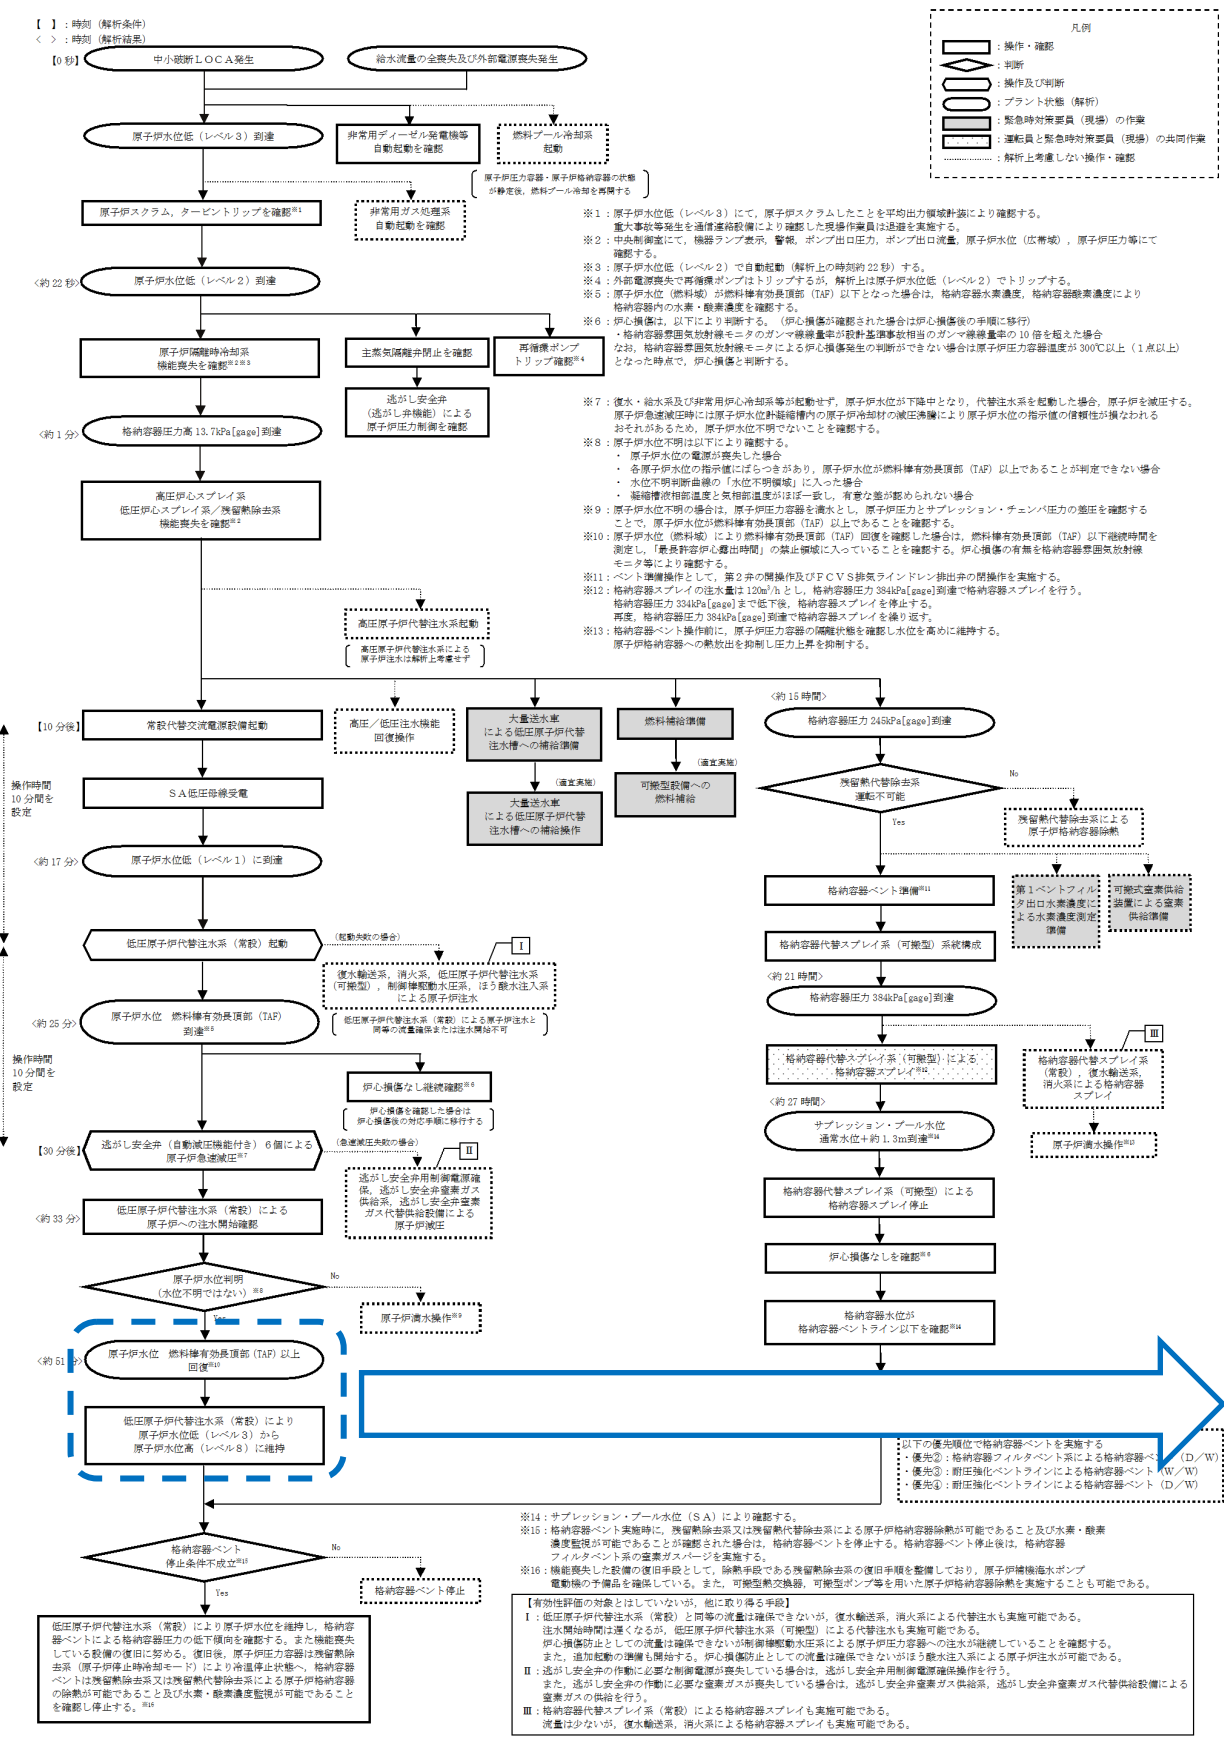 【　】：時刻（解析条件）
＜　＞：時刻（解析結果）
【0秒】
中小破断ＬＯＣＡ発生
給水流量の全喪失及び外部電源喪失発生
凡例
：操作・確認
：判断
：操作及び判断
：プラント状態（解析）
：緊急時対策要員（現場）の作業
：運転員と緊急時対策要員（現場）の共同作業
：解析上考慮しない操作・確認
原子炉水位低（レベル３）到達
非常用ディーゼル発電機等
自動起動を確認
燃料プール冷却系
起動
原子炉圧力容器・原子炉格納容器の状態
が静定後，燃料プール冷却を再開する
原子炉スクラム，タービントリップを確認※1
非常用ガス処理系
自動起動を確認
＜約22秒＞
原子炉水位低（レベル２）到達
原子炉隔離時冷却系
機能喪失を確認※2※3
主蒸気隔離弁閉止を確認
再循環ポンプ
トリップ確認※4
逃がし安全弁
（逃がし弁機能）による
原子炉圧力制御を確認
＜約1分＞
格納容器圧力高13.7kPa[gage]到達
高圧炉心スプレイ系
低圧炉心スプレイ系／残留熱除去系
機能喪失を確認※2
高圧原子炉代替注水系起動
高圧原子炉代替注水系による
原子炉注水は解析上考慮せず
※１：原子炉水位低（レベル３）にて，原子炉スクラムしたことを平均出力領域計装により確認する。
重大事故等発生を通信連絡設備により確認した現場作業員は退避を実施する。
※２：中央制御室にて，機器ランプ表示，警報，ポンプ出口圧力，ポンプ出口流量，原子炉水位（広帯域），原子炉圧力等にて
確認する。
※３：原子炉水位低（レベル２）で自動起動（解析上の時刻約22秒）する。
※４：外部電源喪失で再循環ポンプはトリップするが，解析上は原子炉水位低（レベル２）でトリップする。
※５：原子炉水位（燃料域）が燃料棒有効長頂部（TAF）以下となった場合は，格納容器水素濃度，格納容器酸素濃度により
格納容器内の水素・酸素濃度を確認する。
※６：炉心損傷は，以下により判断する。（炉心損傷が確認された場合は炉心損傷後の手順に移行）
・格納容器雰囲気放射線モニタのガンマ線線量率が設計基準事故相当のガンマ線線量率の10倍を超えた場合
なお，格納容器雰囲気放射線モニタによる炉心損傷発生の判断ができない場合は原子炉圧力容器温度が300℃以上（１点以上）
となった時点で，炉心損傷と判断する。
※７：復水・給水系及び非常用炉心冷却系等が起動せず，原子炉水位が下降中となり，代替注水系を起動した場合，原子炉を減圧する。
原子炉急速減圧時には原子炉水位計凝縮槽内の原子炉冷却材の減圧沸騰により原子炉水位の指示値の信頼性が損なわれる
おそれがあるため，原子炉水位不明でないことを確認する。
※８：原子炉水位不明は以下により確認する。
・　原子炉水位の電源が喪失した場合
・　各原子炉水位の指示値にばらつきがあり，原子炉水位が燃料棒有効長頂部（TAF）以上であることが判定できない場合
・　水位不明判断曲線の「水位不明領域」に入った場合
・　凝縮槽液相部温度と気相部温度がほぼ一致し，有意な差が認められない場合
※９：原子炉水位不明の場合は，原子炉圧力容器を満水とし，原子炉圧力とサプレッション・チェンバ圧力の差圧を確認する
ことで，原子炉水位が燃料棒有効長頂部（TAF）以上であることを確認する。
※10：原子炉水位（燃料域）により燃料棒有効長頂部（TAF）回復を確認した場合は，燃料棒有効長頂部（TAF）以下継続時間を
測定し，「最長許容炉心露出時間」の禁止領域に入っていることを確認する。炉心損傷の有無を格納容器雰囲気放射線
モニタ等により確認する。
※11：ベント準備操作として，第２弁の開操作及びＦＣＶＳ排気ラインドレン排出弁の閉操作を実施する。
※12：格納容器スプレイの注水量は120m³/hとし，格納容器圧力384kPa[gage]到達で格納容器スプレイを行う。
格納容器圧力334kPa[gage]まで低下後，格納容器スプレイを停止する。
再度，格納容器圧力384kPa[gage]到達で格納容器スプレイを繰り返す。
※13：格納容器ベント操作前に，原子炉圧力容器の隔離状態を確認し水位を高めに維持する。
原子炉格納容器への熱放出を抑制し圧力上昇を抑制する。
【10分後】
常設代替交流電源設備起動
高圧／低圧注水機能
回復操作
大量送水車
による低圧原子炉代替
注水槽への補給準備
燃料補給準備
＜約15時間＞
格納容器圧力245kPa[gage]到達
操作時間
10分間を
設定
ＳＡ低圧母線受電
（適宜実施）
大量送水車
による低圧原子炉代替
注水槽への補給操作
（適宜実施）
可搬型設備への
燃料補給
残留熱代替除去系
運転不可能
No
Yes
残留熱代替除去系による
原子炉格納容器除熱
＜約17分＞
原子炉水位低（レベル１）に到達
格納容器ベント準備※11
第１ベントフィル
タ出口水素濃度に
よる水素濃度測定
準備
可搬式窒素供給
装置による窒素
供給準備
低圧原子炉代替注水系（常設）起動
（起動失敗の場合）
Ⅰ
復水輸送系，消火系，低圧原子炉代替注水系
（可搬型），制御棒駆動水圧系，ほう酸水注入系
による原子炉注水
低圧原子炉代替注水系（常設）による原子炉注水と
同等の流量確保または注水開始不可
格納容器代替スプレイ系（可搬型）系統構成
＜約21時間＞
格納容器圧力384kPa[gage]到達
＜約25分＞
原子炉水位　燃料棒有効長頂部（TAF）
到達※5
操作時間
10分間を
設定
炉心損傷なし継続確認※6
炉心損傷を確認した場合は
炉心損傷後の対応手順に移行する
格納容器代替スプレイ系（可搬型）による
格納容器スプレイ※12
Ⅲ
格納容器代替スプレイ系
（常設），復水輸送系，
消火系による格納容器
スプレイ
原子炉満水操作※13
＜約27時間＞
サプレッション・プール水位
通常水位＋約1.3m到達※14
【30分後】
逃がし安全弁（自動減圧機能付き）６個による
原子炉急速減圧※7
（急速減圧失敗の場合）
Ⅱ
逃がし安全弁用制御電源確
保，逃がし安全弁窒素ガス
供給系，逃がし安全弁窒素
ガス代替供給設備による
原子炉減圧
格納容器代替スプレイ系（可搬型）による
格納容器スプレイ停止
＜約33分＞
低圧原子炉代替注水系（常設）による
原子炉への注水開始確認
炉心損傷なしを確認※6
原子炉水位判明
（水位不明ではない）※8
No
Yes
原子炉満水操作※9
格納容器水位が
格納容器ベントライン以下を確認※14
＜約51分＞
原子炉水位　燃料棒有効長頂部（TAF）以上
回復※10
低圧原子炉代替注水系（常設）により
原子炉水位低（レベル３）から
原子炉水位高（レベル８）に維持
以下の優先順位で格納容器ベントを実施する
・優先②：格納容器フィルタベント系による格納容器ベント（Ｄ／Ｗ）
・優先③：耐圧強化ベントラインによる格納容器ベント（Ｗ／Ｗ）
・優先④：耐圧強化ベントラインによる格納容器ベント（Ｄ／Ｗ）
格納容器ベント
停止条件不成立※15
No
Yes
格納容器ベント停止
※14：サプレッション・プール水位（ＳＡ）により確認する。
※15：格納容器ベント実施時に，残留熱除去系又は残留熱代替除去系による原子炉格納容器除熱が可能であること及び水素・酸素
濃度監視が可能であることが確認された場合は，格納容器ベントを停止する。格納容器ベント停止後は，格納容器
フィルタベント系の窒素ガスパージを実施する。
※16：機能喪失した設備の復旧手段として，除熱手段である残留熱除去系の復旧手順を整備しており，原子炉補機海水ポンプ
電動機の予備品を確保している。また，可搬型熱交換器，可搬型ポンプ等を用いた原子炉格納容器除熱を実施することも可能である。
低圧原子炉代替注水系（常設）により原子炉水位を維持し，格納容
器ベントによる格納容器圧力の低下傾向を確認する。また機能喪失
している設備の復旧に努める。復旧後，原子炉圧力容器は残留熱除
去系（原子炉停止時冷却モード）により冷温停止状態へ，格納容器
ベントは残留熱除去系又は残留熱代替除去系による原子炉格納容器
の除熱が可能であること及び水素・酸素濃度監視が可能であること
を確認し停止する。※16
【有効性評価の対象とはしていないが，他に取り得る手段】
Ⅰ：低圧原子炉代替注水系（常設）と同等の流量は確保できないが，復水輸送系，消火系による代替注水も実施可能である。
注水開始時間は遅くなるが，低圧原子炉代替注水系（可搬型）による代替注水も実施可能である。
炉心損傷防止としての流量は確保できないが制御棒駆動水圧系による原子炉圧力容器への注水が継続していることを確認する。
また，追加起動の準備も開始する。炉心損傷防止としての流量は確保できないがほう酸水注入系による原子炉注水が可能である。
Ⅱ：逃がし安全弁の作動に必要な制御電源が喪失している場合は，逃がし安全弁用制御電源確保操作を行う。
また，逃がし安全弁の作動に必要な窒素ガスが喪失している場合は，逃がし安全弁窒素ガス供給系，逃がし安全弁窒素ガス代替供給設備による
窒素ガスの供給を行う。
Ⅲ：格納容器代替スプレイ系（常設）による格納容器スプレイも実施可能である。
流量は少ないが，復水輸送系，消火系による格納容器スプレイも実施可能である。